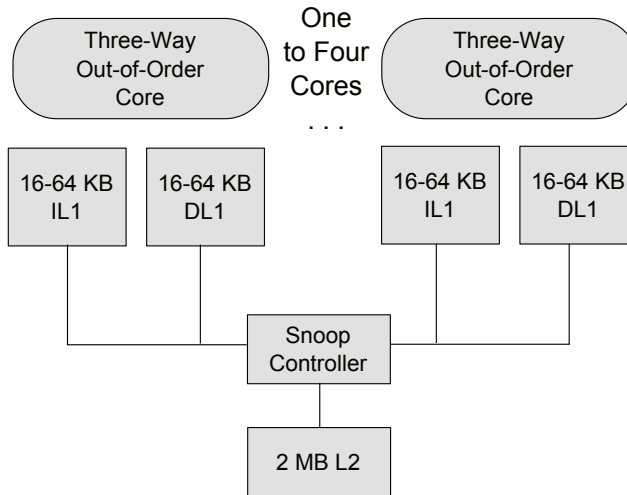 Three-Way
Out-of-Order
Core
One
to Four
Cores
. . .
Three-Way
Out-of-Order
Core
16-64 KB
IL1
16-64 KB
DL1
16-64 KB
IL1
16-64 KB
DL1
Snoop
Controller
2 MB L2